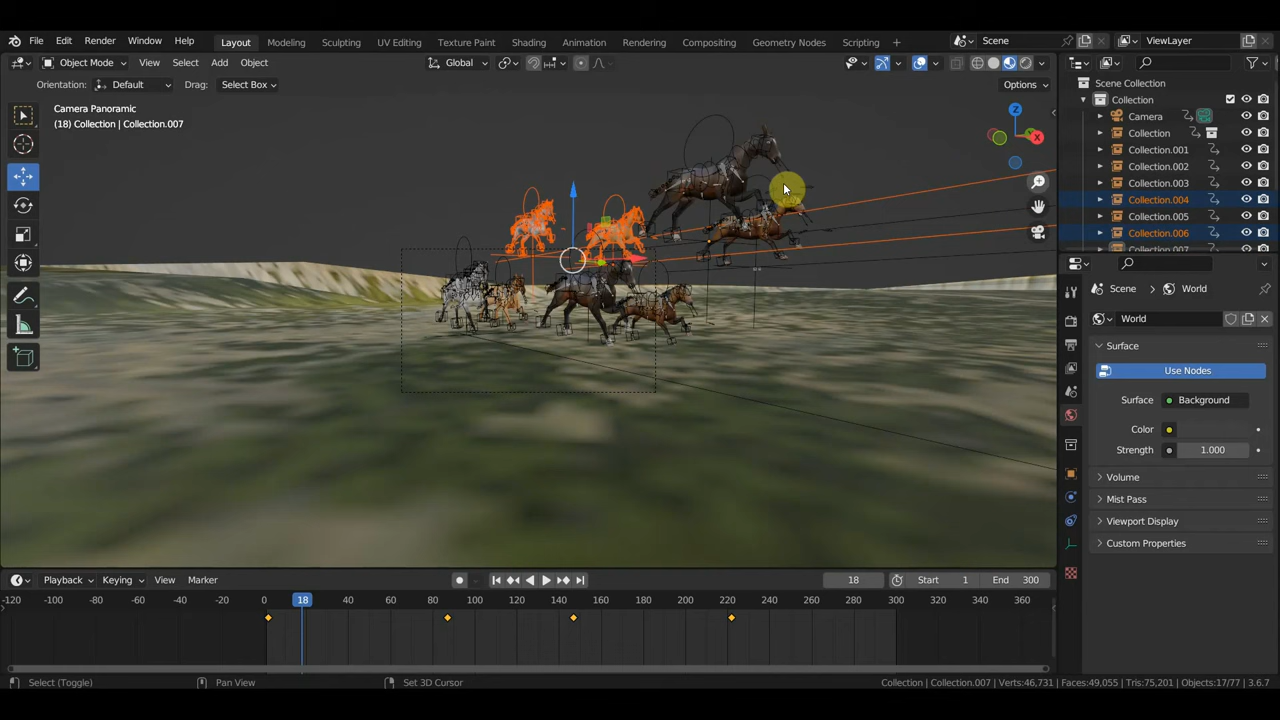 File Edit Render Window Help Layout Modeling Sculpting UV Editing Texture Paint Shading Animation Rendering Compositing Geometry Nodes Scripting + Scene ViewLayer
Object Mode View Select Add Object Global Options
Orientation: Default Drag: Select Box
Camera Panoramic
(18) Collection | Collection.007
Z
X
Scene Collection
Collection
Camera
Collection
Collection.001
Collection.002
Collection.003
Collection.004
Collection.005
Collection.006
Collection.007
Scene World
World
Surface
Use Nodes
Surface Background
Color
Strength 1.000
Volume
Mist Pass
Viewport Display
Custom Properties
Playback Keying View Marker 18 Start 1 End 300
-120 -100 -80 -60 -40 -20 0 18 40 60 80 100 120 140 160 180 200 220 240 260 280 300 320 340 360
Select (Toggle) Pan View Set 3D Cursor Collection | Collection.007 | Verts:46,731 | Faces:49,055 | Tris:75,201 | Objects:17/77 | 3.6.7